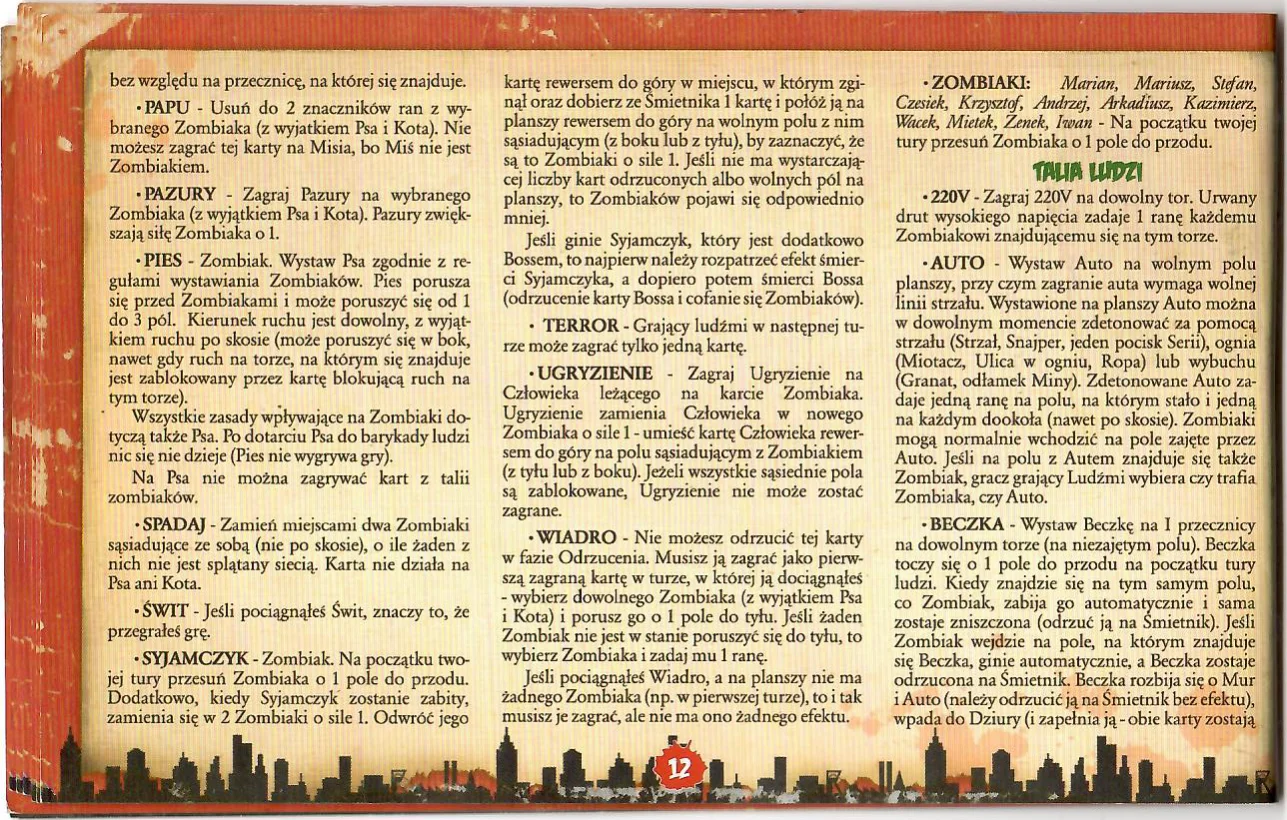 bez względu na przecznicę, na której się znajduje.
• PAPU - Usuń do 2 znaczników ran z wy-
branego Zombiaka (z wyjatkiem Psa i Kota). Nie
możesz zagrać tej karty na Misia, bo Miś nie jest
Zombiakiem.
• PAZURY - Zagraj Pazury na wybranego
Zombiaka (z wyjątkiem Psa i Kota). Pazury zwięk-
szają siłę Zombiaka o 1.
• PIES - Zombiak. Wystaw Psa zgodnie z re-
gułami wystawiania Zombiaków. Pies porusza
się przed Zombiakami i może poruszyć się od 1
do 3 pól. Kierunek ruchu jest dowolny, z wyjąt-
kiem ruchu po skosie (może poruszyć się w bok,
nawet gdy ruch na torze, na którym się znajduje
jest zablokowany przez kartę blokującą ruch na
tym torze).
Wszystkie zasady wpływające na Zombiaki do-
tyczą także Psa. Po dotarciu Psa do barykady ludzi
nic się nie dzieje (Pies nie wygrywa gry).
Na Psa nie można zagrywać kart z talii
zombiaków.
• SPADAJ - Zamień miejscami dwa Zombiaki
sąsiadujące ze sobą (nie po skosie), o ile żaden z
nich nie jest splątany siecią. Karta nie działa na
Psa ani Kota.
• ŚWIT - Jeśli pociągnąłeś Świt, znaczy to, że
przegrałeś grę.
• SYJAMCZYK - Zombiak. Na początku two-
jej tury przesuń Zombiaka o 1 pole do przodu.
Dodatkowo, kiedy Syjamczyk zostanie zabity,
zamienia się w 2 Zombiaki o sile 1. Odwróć jego
kartę rewersem do góry w miejscu, w którym zgi-
nął oraz dobierz ze Śmietnika 1 kartę i połóż ją na
planszy rewersem do góry na wolnym polu z nim
sąsiadującym (z boku lub z tyłu), by zaznaczyć, że
są to Zombiaki o sile 1. Jeśli nie ma wystarczają-
cej liczby kart odrzuconych albo wolnych pól na
planszy, to Zombiaków pojawi się odpowiednio
mniej.
Jeśli ginie Syjamczyk, który jest dodatkowo
Bossem, to najpierw należy rozpatrzeć efekt śmier-
ci Syjamczyka, a dopiero potem śmierci Bossa
(odrzucenie karty Bossa i cofanie się Zombiaków).
• TERROR - Grający ludźmi w następnej tu-
rze może zagrać tylko jedną kartę.
• UGRYZIENIE - Zagraj Ugryzienie na
Człowieka leżącego na karcie Zombiaka.
Ugryzienie zamienia Człowieka w nowego
Zombiaka o sile 1 - umieść kartę Człowieka rewer-
sem do góry na polu sąsiadującym z Zombiakiem
(z tyłu lub z boku). Jeżeli wszystkie sąsiednie pola
są zablokowane, Ugryzienie nie może zostać
zagrane.
• WIADRO - Nie możesz odrzucić tej karty
w fazie Odrzucenia. Musisz ją zagrać jako pierw-
szą zagraną kartę w turze, w której ją dociągnąłeś
- wybierz dowolnego Zombiaka (z wyjątkiem Psa
i Kota) i porusz go o 1 pole do tyłu. Jeśli żaden
Zombiak nie jest w stanie poruszyć się do tyłu, to
wybierz Zombiaka i zadaj mu 1 ranę.
Jeśli pociągnąłeś Wiadro, a na planszy nie ma
żadnego Zombiaka (np. w pierwszej turze), to i tak
musisz je zagrać, ale nie ma ono żadnego efektu.
• ZOMBIAKI: Marian, Mariusz, Stefan,
Czesiek, Krzysztof, Andrzej, Arkadiusz, Kazimierz,
Wacek, Mietek, Zenek, Iwan - Na początku twojej
tury przesuń Zombiaka o 1 pole do przodu.
TALIA LUDZI
• 220V - Zagraj 220V na dowolny tor. Urwany
drut wysokiego napięcia zadaje 1 ranę każdemu
Zombiakowi znajdującemu się na tym torze.
• AUTO - Wystaw Auto na wolnym polu
planszy, przy czym zagranie auta wymaga wolnej
linii strzału. Wystawione na planszy Auto można
w dowolnym momencie zdetonować za pomocą
strzału (Strzał, Snajper, jeden pocisk Serii), ognia
(Miotacz, Ulica w ogniu, Ropa) lub wybuchu
(Granat, odłamek Miny). Zdetonowane Auto za-
daje jedną ranę na polu, na którym stało i jedną
na każdym dookoła (nawet po skosie). Zombiaki
mogą normalnie wchodzić na pole zajęte przez
Auto. Jeśli na polu z Autem znajduje się także
Zombiak, gracz grający Ludźmi wybiera czy trafia
Zombiaka, czy Auto.
• BECZKA - Wystaw Beczkę na I przecznicy
na dowolnym torze (na niezajętym polu). Beczka
toczy się o 1 pole do przodu na początku tury
ludzi. Kiedy znajdzie się na tym samym polu,
co Zombiak, zabija go automatycznie i sama
zostaje zniszczona (odrzuć ją na Śmietnik). Jeśli
Zombiak wejdzie na pole, na którym znajduje
się Beczka, ginie automatycznie, a Beczka zostaje
odrzucona na Śmietnik. Beczka rozbija się o Mur
i Auto (należy odrzucić ją na Śmietnik bez efektu),
wpada do Dziury (i zapełnia ją - obie karty zostają
12